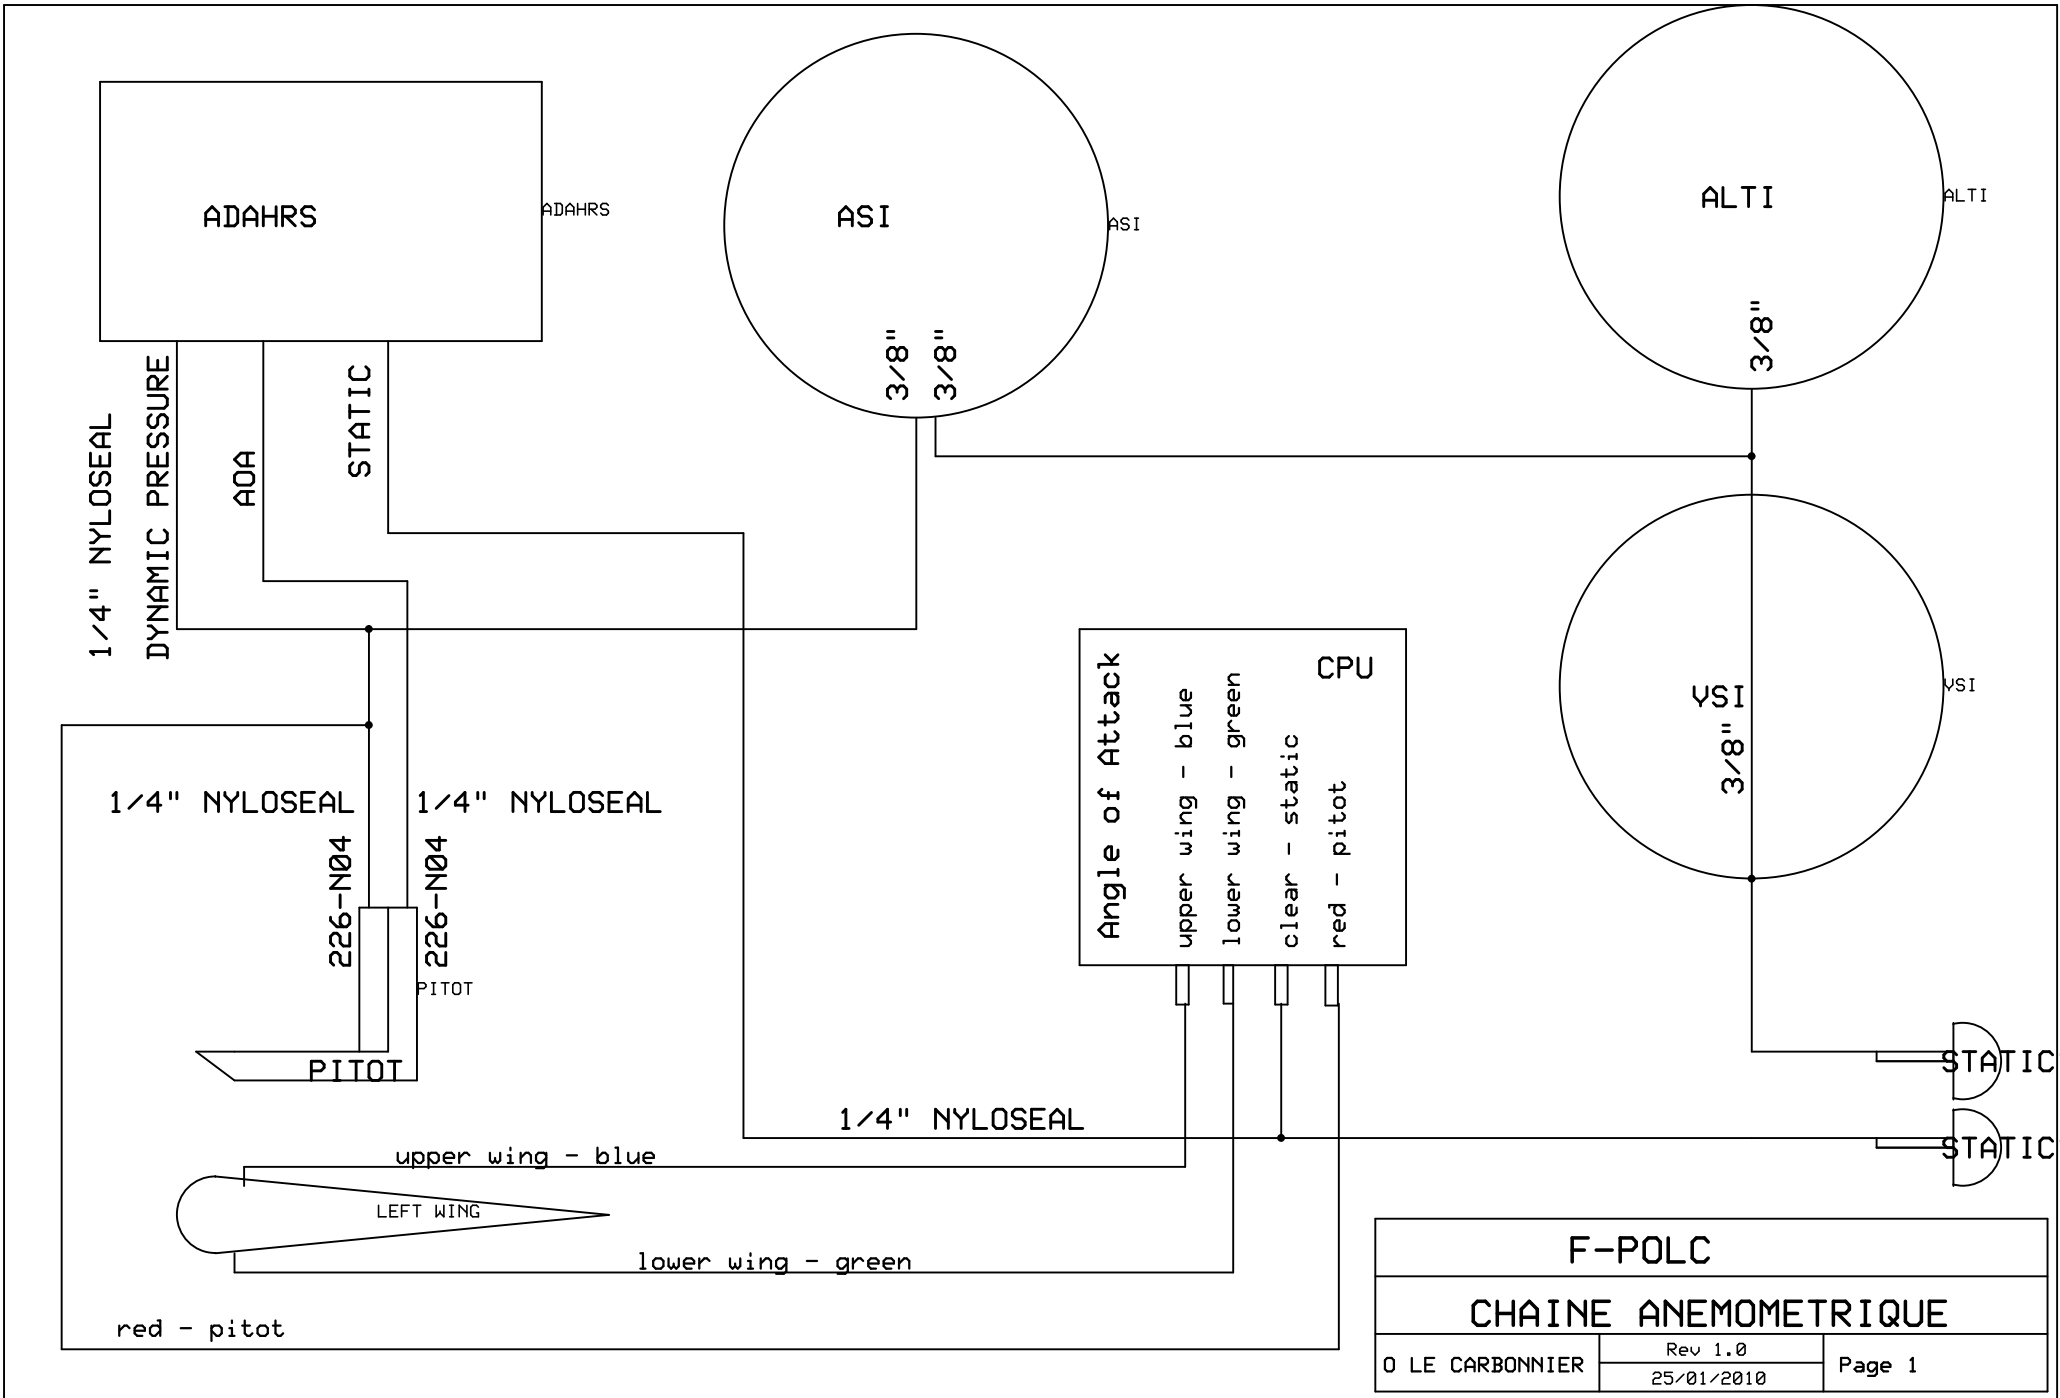 ADAHRS
ADAHRS
ASI
ASI
ALTI
ALTI
3/8"
3/8"
3/8"
1/4" NYLOSEAL
DYNAMIC PRESSURE
AOA
STATIC
VSI
VSI
3/8"
Angle of Attack
CPU
upper wing - blue
lower wing - green
clear - static
red - pitot
1/4" NYLOSEAL
1/4" NYLOSEAL
226-N04
226-N04
PITOT
PITOT
STATIC
1/4" NYLOSEAL
STATIC
upper wing - blue
LEFT WING
lower wing - green
red - pitot
F-POLC
CHAINE ANEMOMETRIQUE
O LE CARBONNIER
Rev 1.0
25/01/2010
Page 1